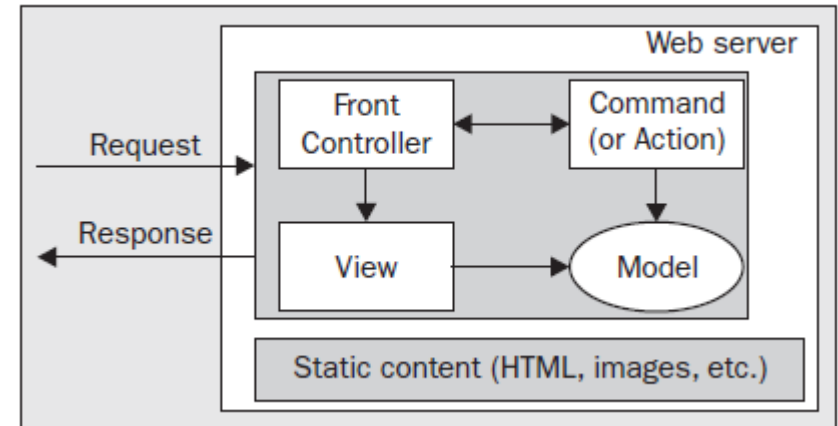 Web server
Front
Controller
Command
(or Action)
Request
Response
View
Model
Static content (HTML, images, etc.)